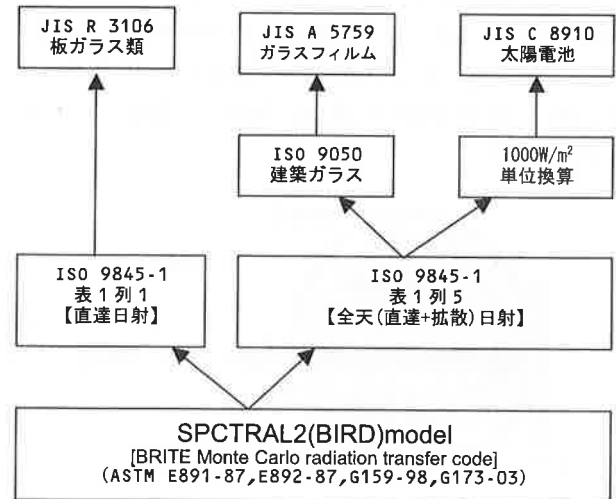 JIS R 3106
板ガラス類
JIS A 5759
ガラスフィルム
JIS C 8910
太陽電池
ISO 9050
建築ガラス
1000W/m²
単位換算
ISO 9845-1
表1列1
【直達日射】
ISO 9845-1
表1列5
【全天(直達+拡散)日射】
SPCTRAL2(BIRD)model
[BRITE Monte Carlo radiation transfer code]
(ASTM E891-87,E892-87,G159-98,G173-03)